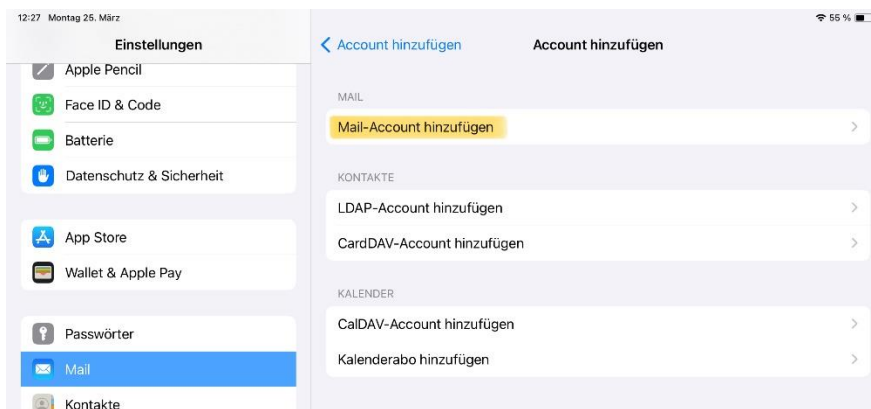 12:27 Montag 25. März
55 %
Einstellungen
Apple Pencil
Face ID & Code
Batterie
Datenschutz & Sicherheit
App Store
Wallet & Apple Pay
Passwörter
Mail
Kontakte
Account hinzufügen
Account hinzufügen
MAIL
Mail-Account hinzufügen
KONTAKTE
LDAP-Account hinzufügen
CardDAV-Account hinzufügen
KALENDER
CalDAV-Account hinzufügen
Kalenderabo hinzufügen